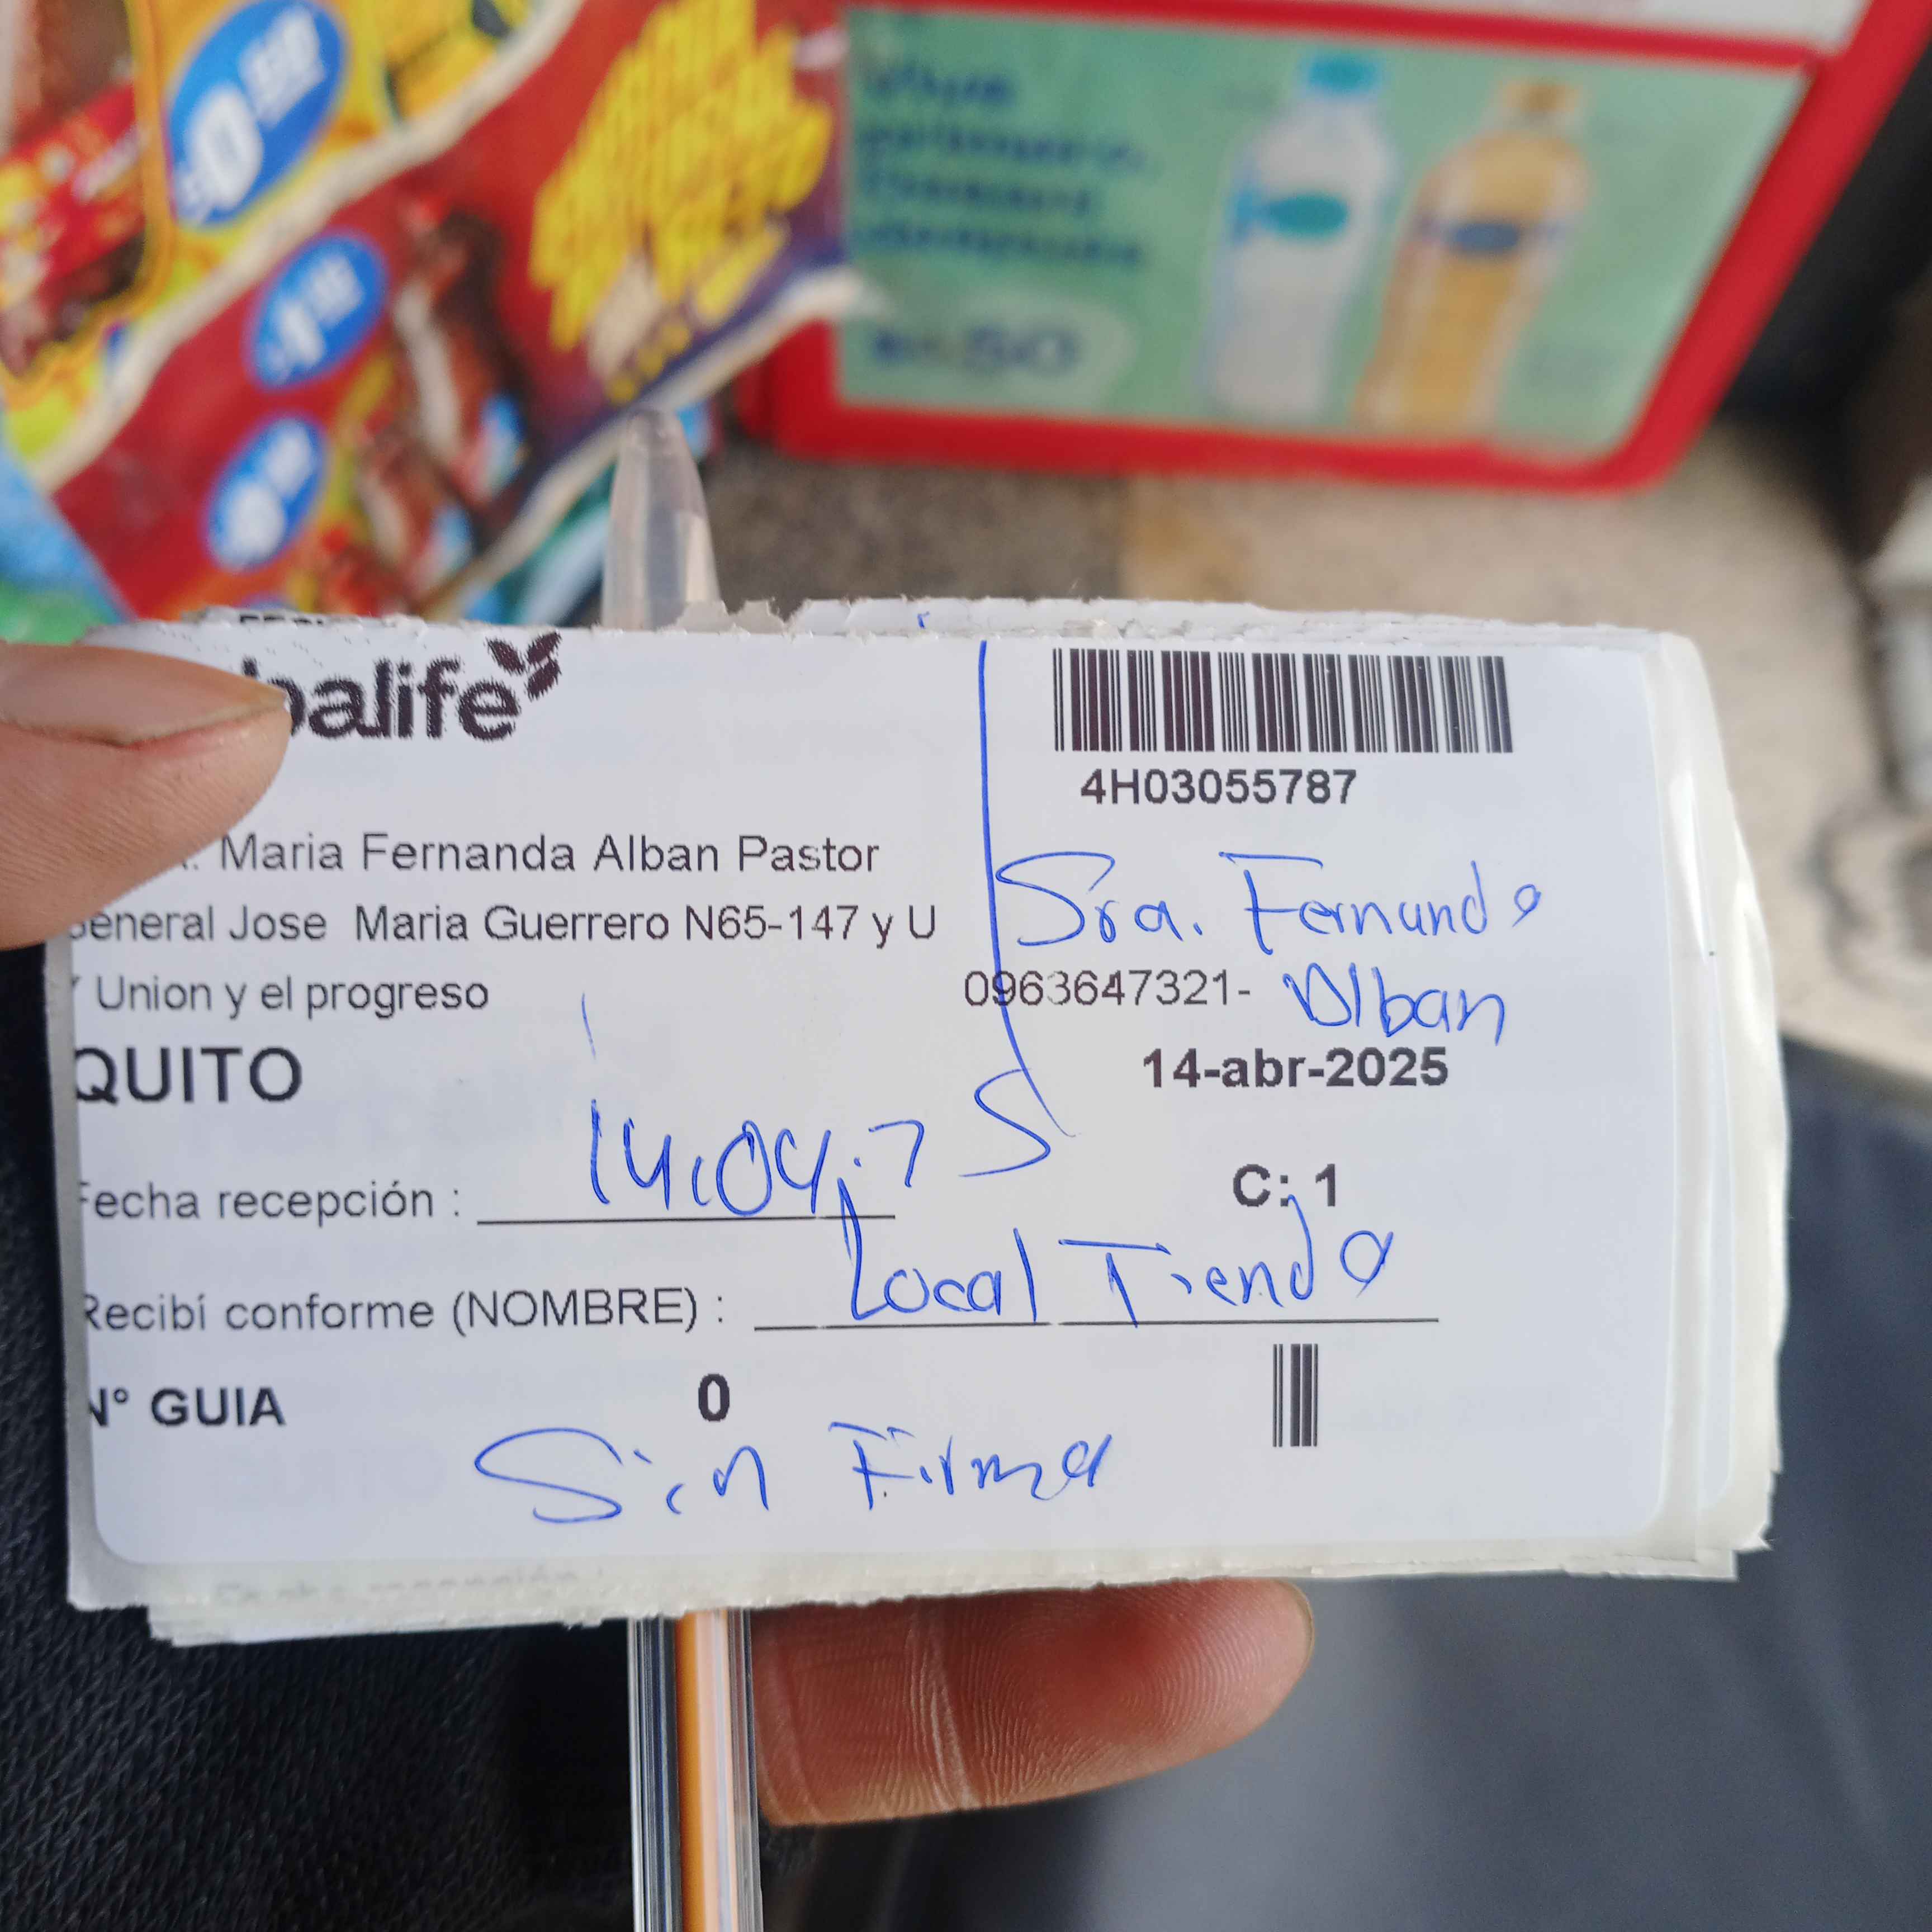 balife
4H03055787
Maria Fernanda Alban Pastor
Sra. Fernanda
General Jose Maria Guerrero N65-147 y U
Y Union y el progreso
0963647321- Alban
QUITO
14-abr-2025
Fecha recepción : 14.04.25
C: 1
Recibí conforme (NOMBRE) : Local Tienda
N° GUIA 0
Sin Firma